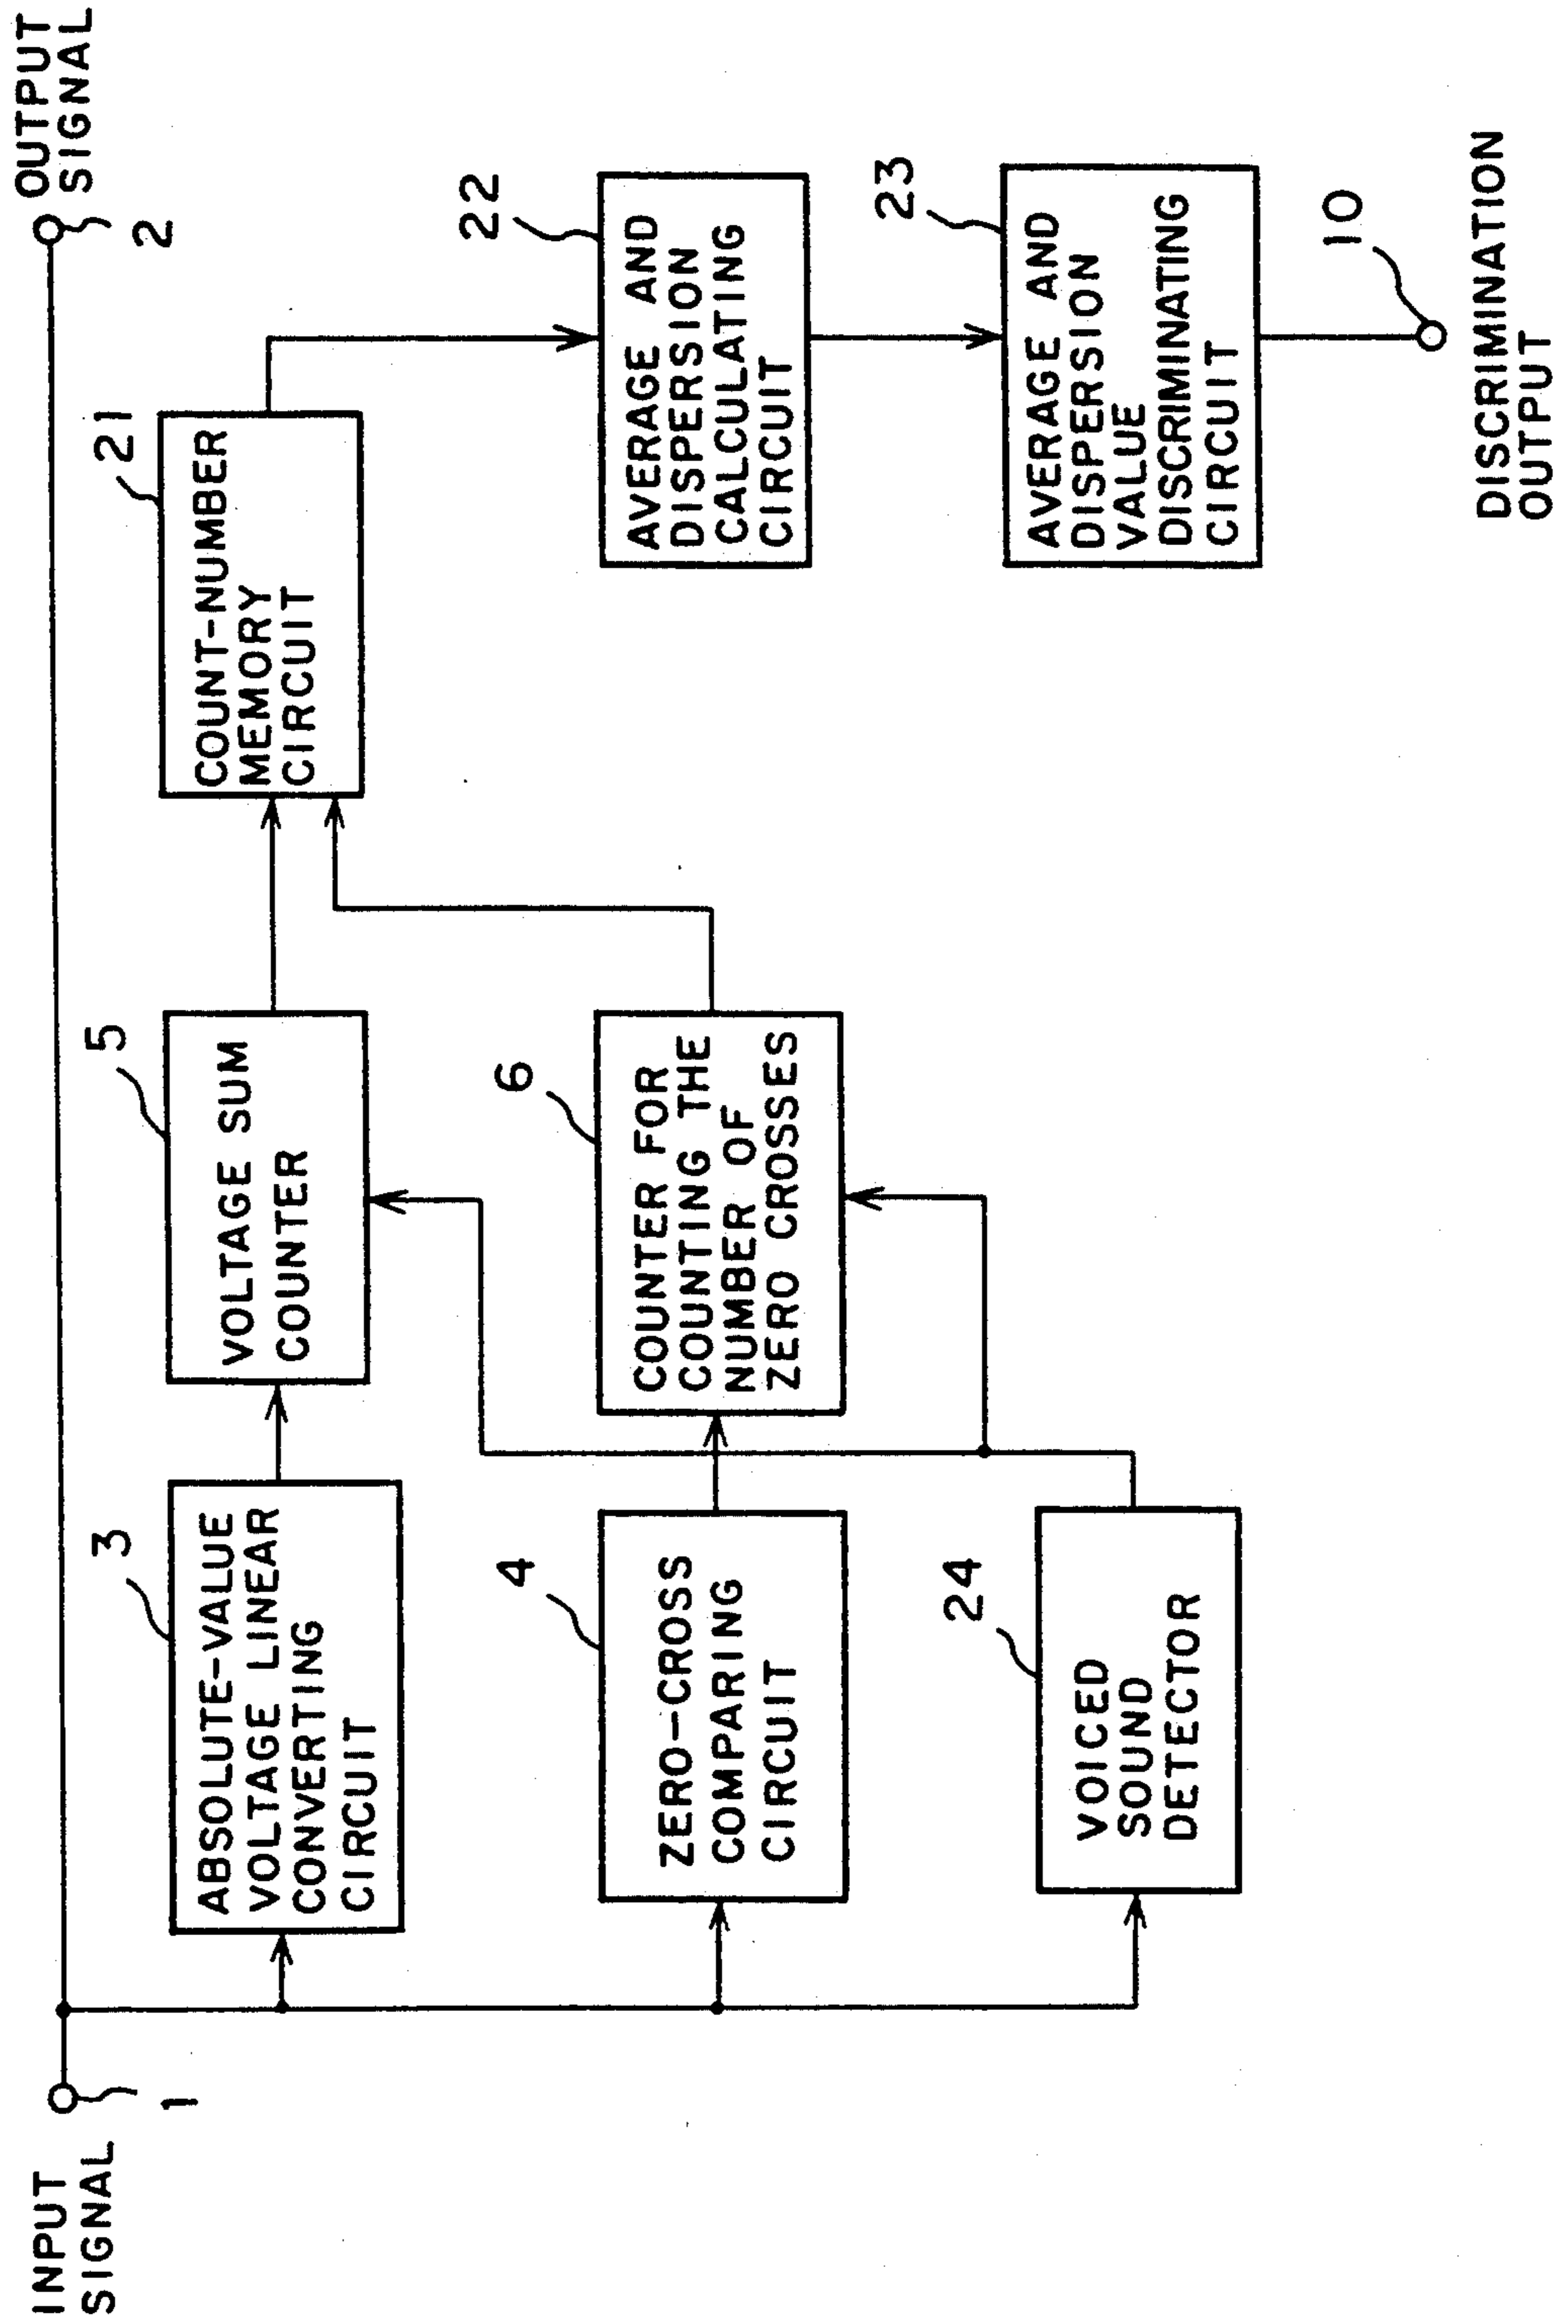 INPUT
SIGNAL
1
OUTPUT
SIGNAL
2
3
ABSOLUTE-VALUE
VOLTAGE LINEAR
CONVERTING
CIRCUIT
5
VOLTAGE SUM
COUNTER
21
COUNT-NUMBER
MEMORY
CIRCUIT
4
ZERO-CROSS
COMPARING
CIRCUIT
6
COUNTER FOR
COUNTING THE
NUMBER OF
ZERO CROSSES
22
AVERAGE AND
DISPERSION
CALCULATING
CIRCUIT
24
VOICED
SOUND
DETECTOR
23
AVERAGE AND
DISPERSION
VALUE
DISCRIMINATING
CIRCUIT
10
DISCRIMINATION
OUTPUT